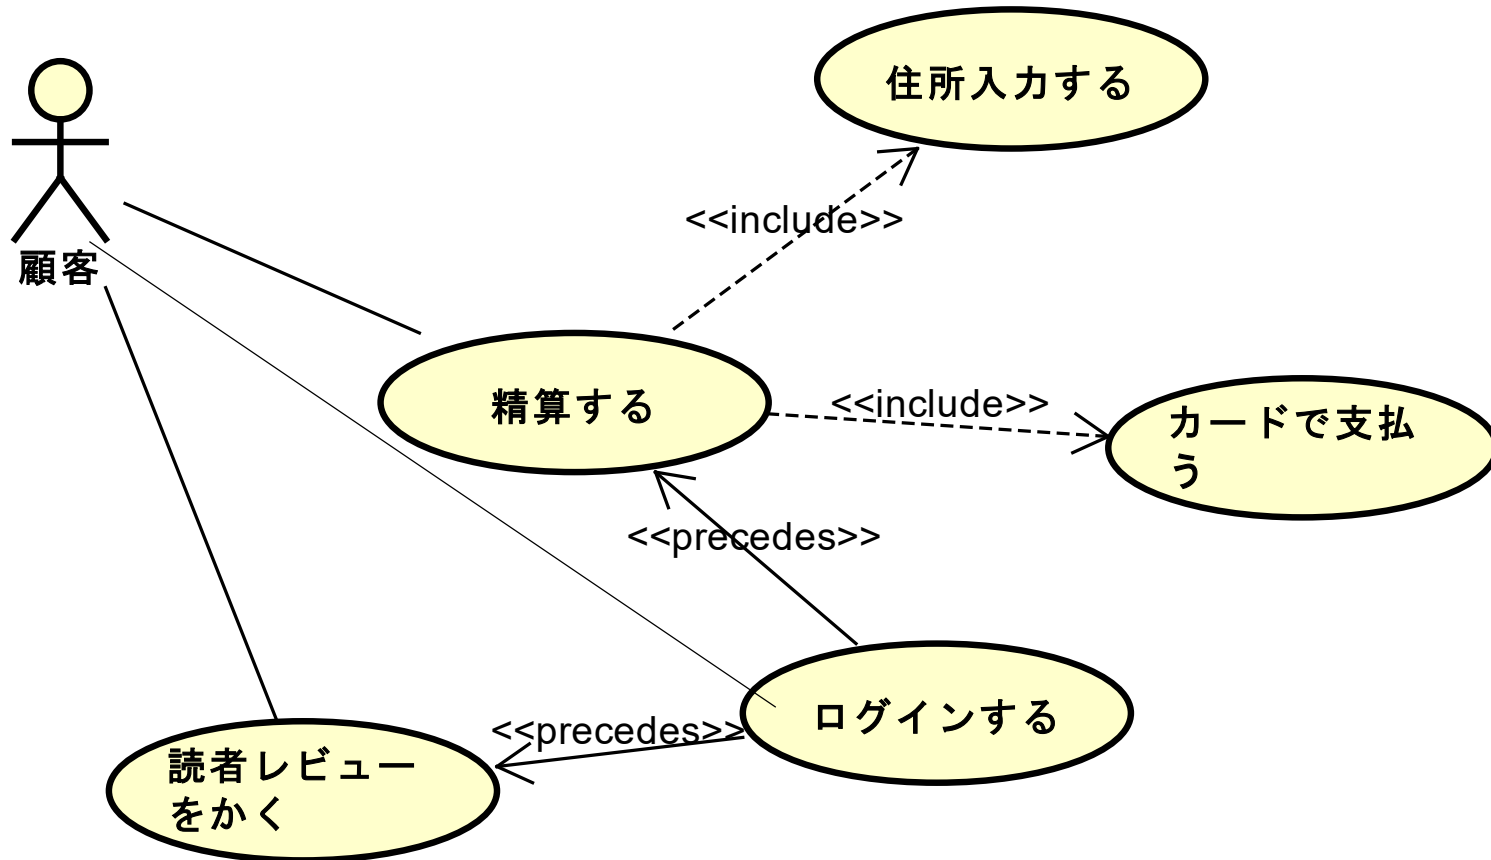 住所入力する
<<include>>
顧客
精算する
<<include>>
カードで支払
う
<<precedes>>
ログインする
<<precedes>>
読者レビュー
をかく